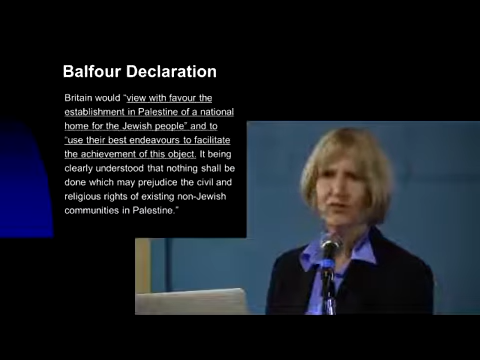 Balfour Declaration
Britain would “view with favour the
establishment in Palestine of a national
home for the Jewish people” and to
“use their best endeavours to facilitate
the achievement of this object. It being
clearly understood that nothing shall be
done which may prejudice the civil and
religious rights of existing non-Jewish
communities in Palestine.”